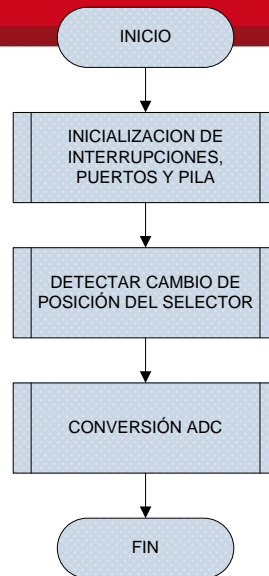 INICIO
INICIALIZACION DE
INTERRUPCIONES,
PUERTOS Y PILA
DETECTAR CAMBIO DE
POSICIÓN DEL SELECTOR
CONVERSIÓN ADC
FIN